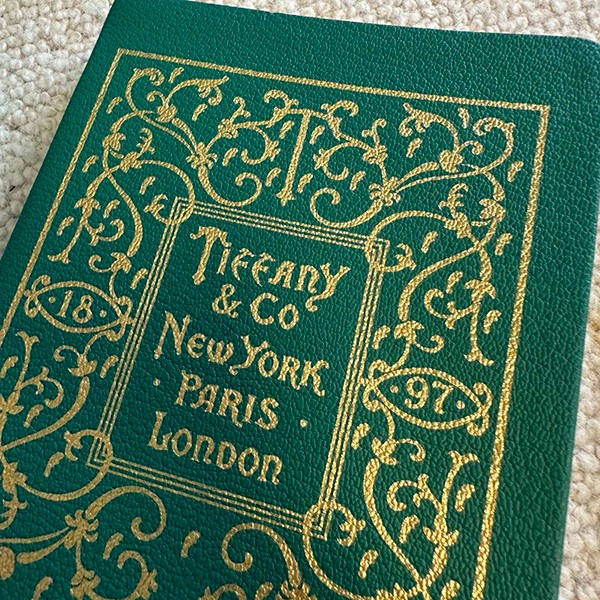 T
Tiffany
& Co
New York
· PARIS ·
London
·18·
·97·